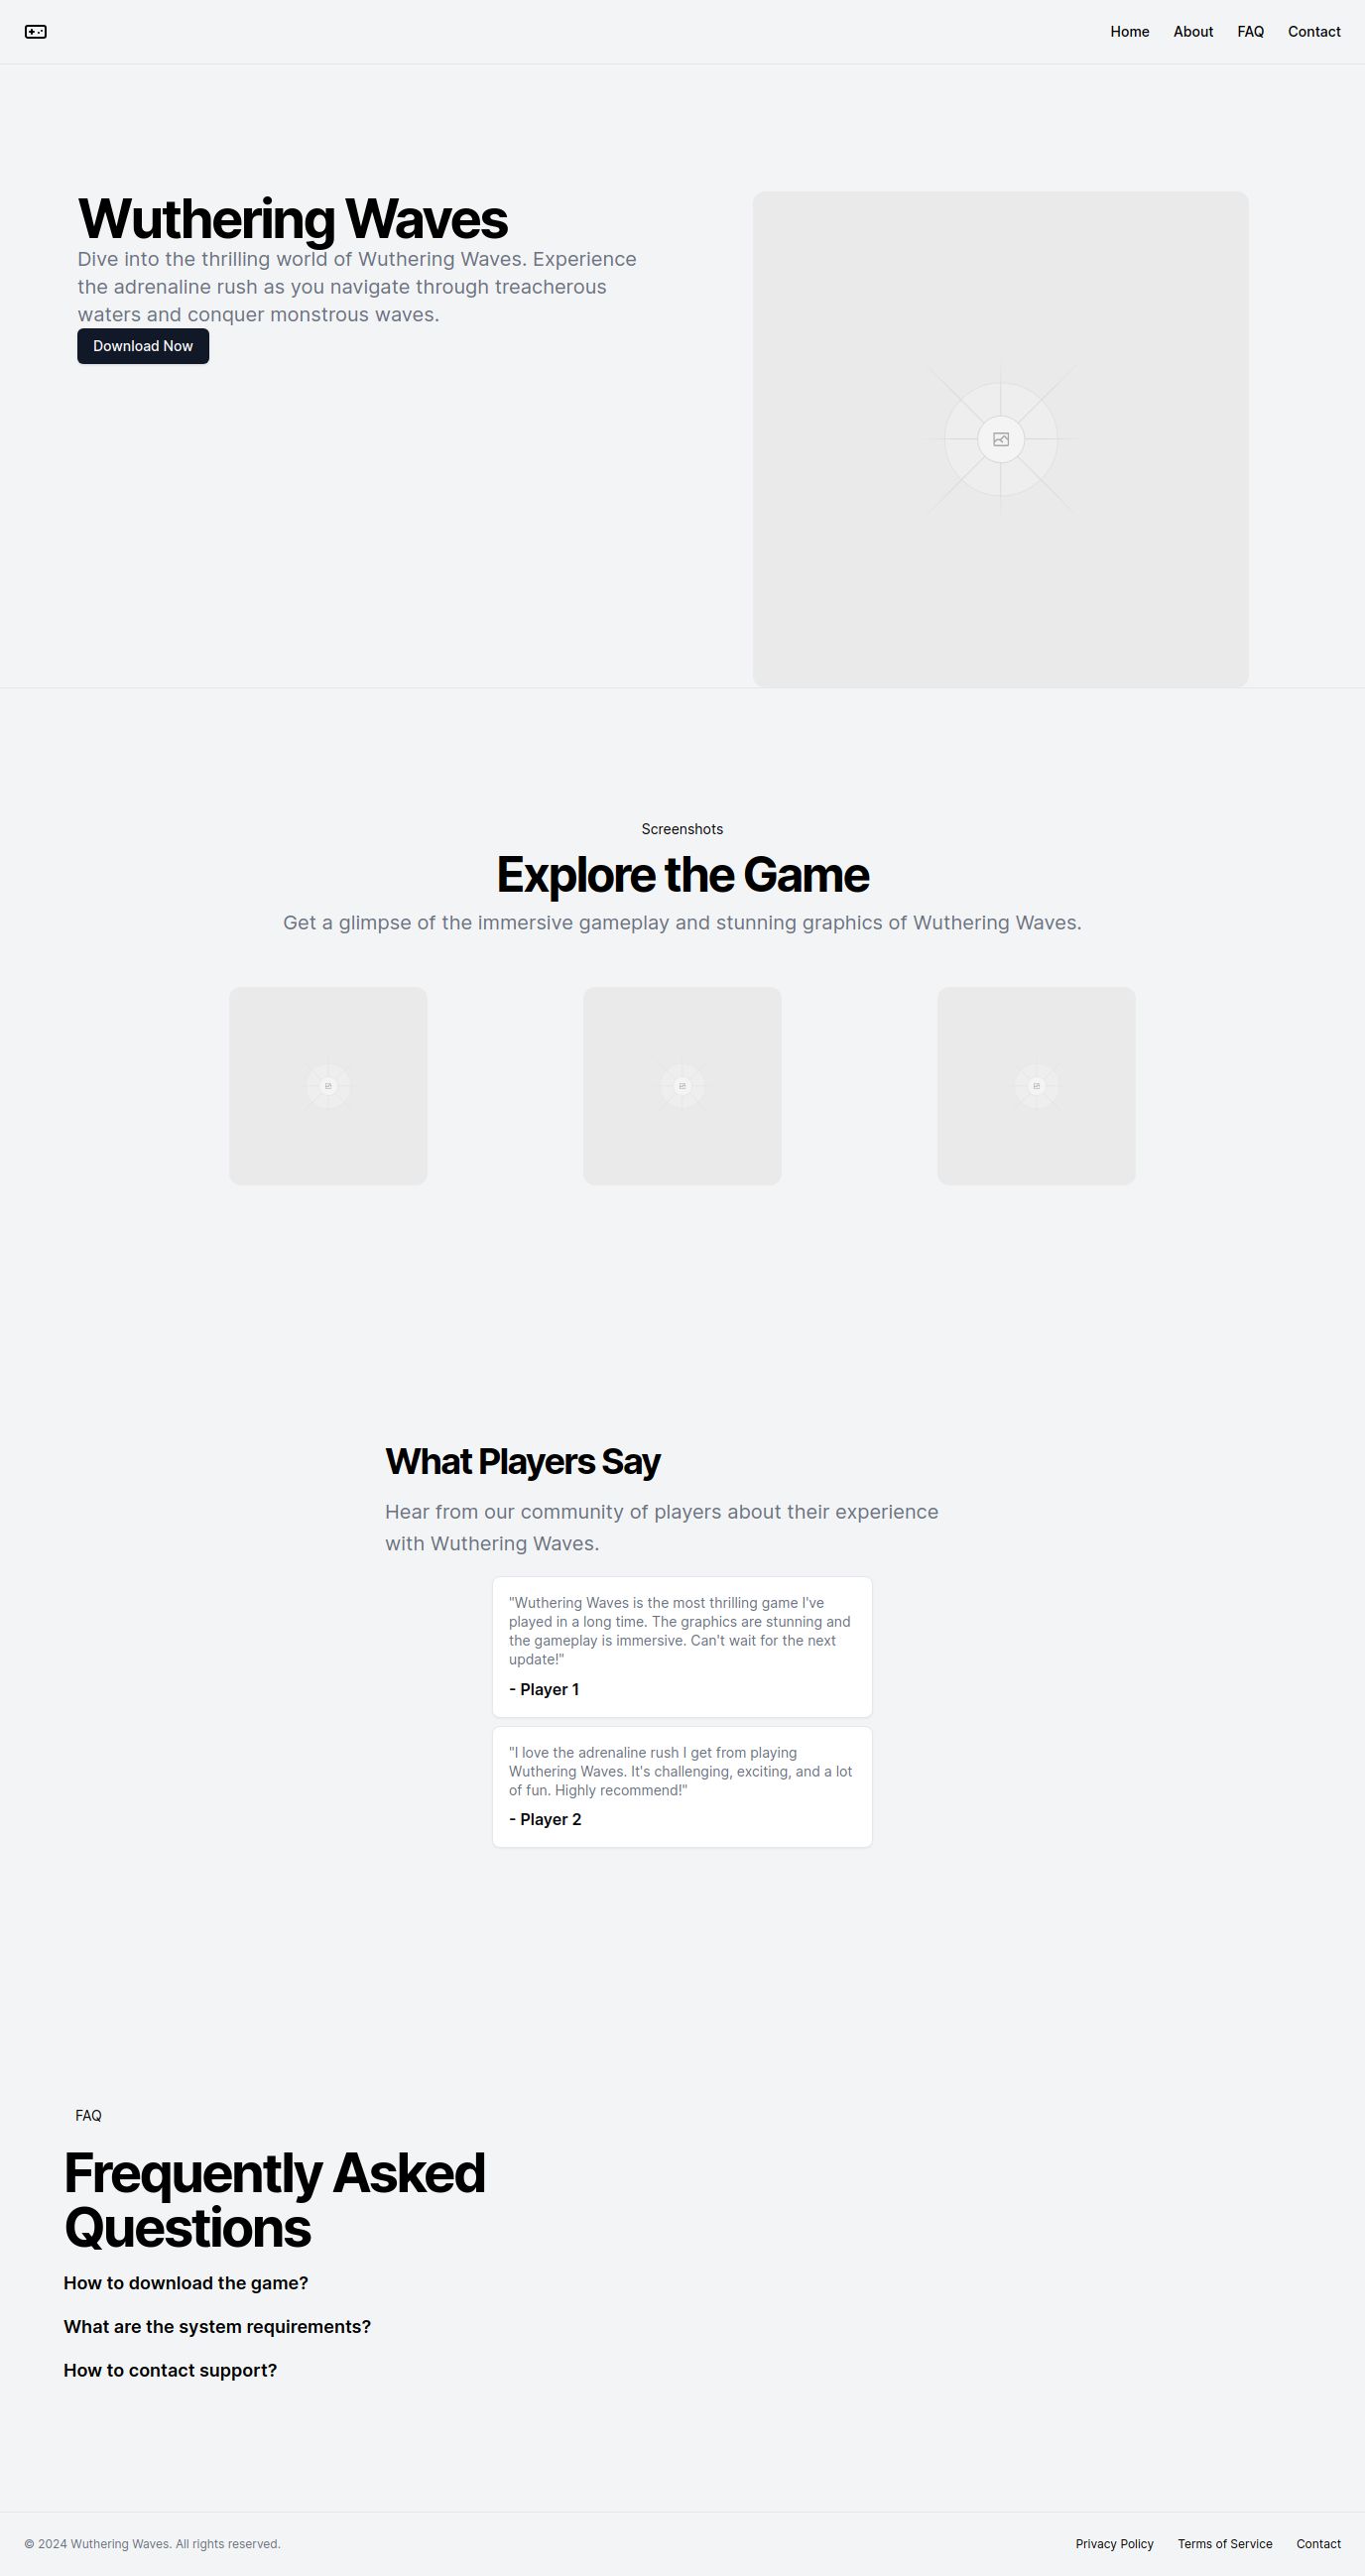 Home About FAQ Contact
Wuthering Waves
Dive into the thrilling world of Wuthering Waves. Experience
the adrenaline rush as you navigate through treacherous
waters and conquer monstrous waves.
Download Now
Screenshots
Explore the Game
Get a glimpse of the immersive gameplay and stunning graphics of Wuthering Waves.
What Players Say
Hear from our community of players about their experience
with Wuthering Waves.
"Wuthering Waves is the most thrilling game I've
played in a long time. The graphics are stunning and
the gameplay is immersive. Can't wait for the next
update!"
- Player 1
"I love the adrenaline rush I get from playing
Wuthering Waves. It's challenging, exciting, and a lot
of fun. Highly recommend!"
- Player 2
FAQ
Frequently Asked
Questions
How to download the game?
What are the system requirements?
How to contact support?
© 2024 Wuthering Waves. All rights reserved. Privacy Policy Terms of Service Contact